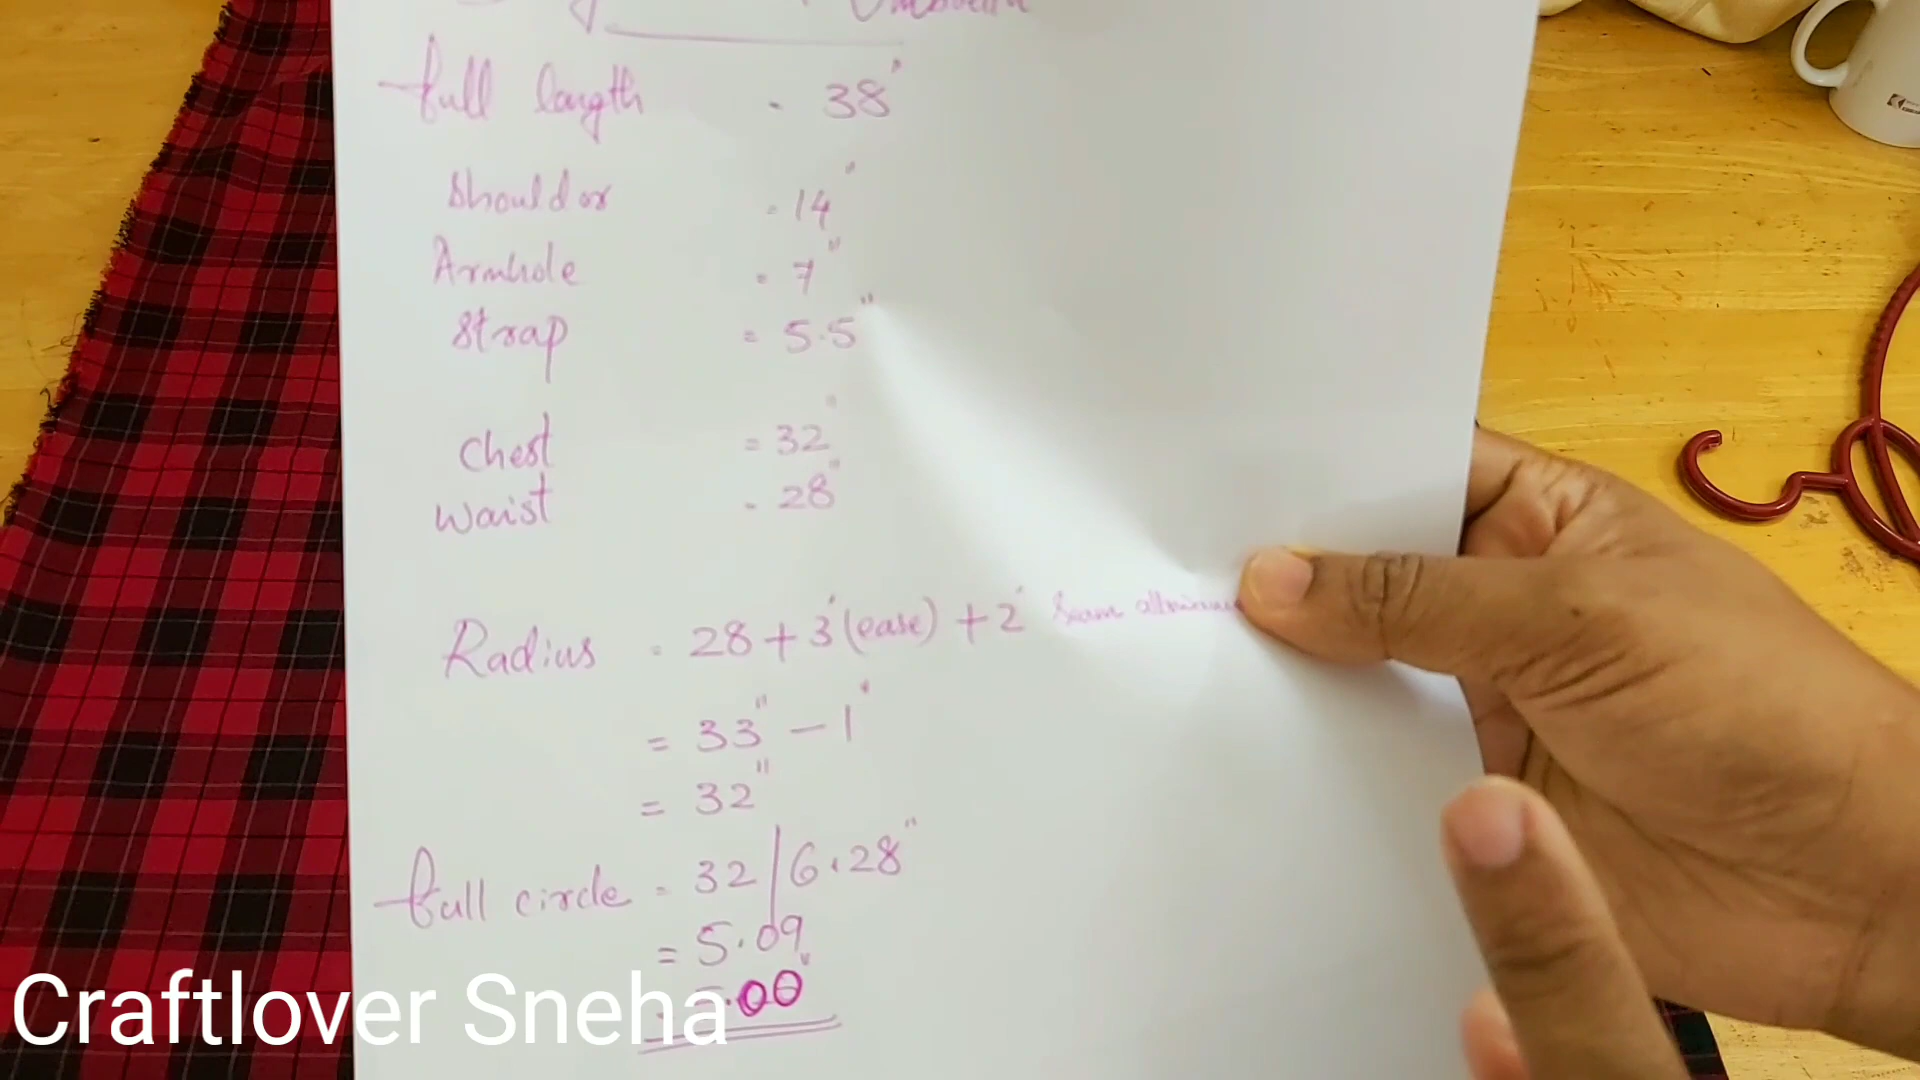 full length - 38"
Shoulder = 14"
Armhole = 7"
Strap = 5.5"
Chest = 32"
Waist = 28"
Radius = 28 + 3"(ease) + 2" Seam
= 33" - 1"
= 32"
full circle = 32/6.28"
= 5.09
.00"
Craftlover Sneha